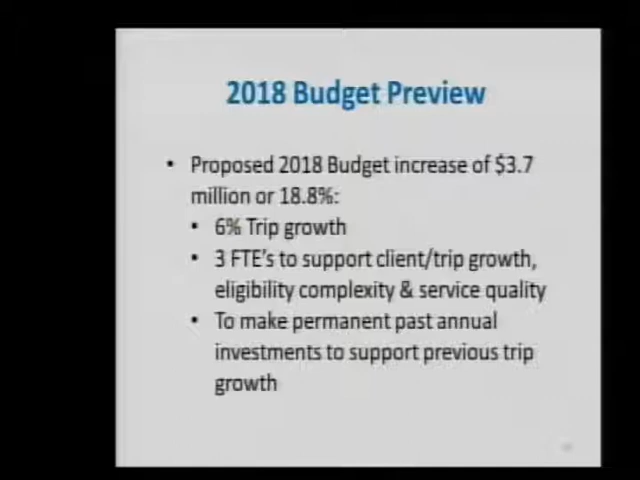 2018 Budget Preview
• Proposed 2018 Budget increase of $3.7
million or 18.8%:
• 6% Trip growth
• 3 FTE's to support client/trip growth,
eligibility complexity & service quality
• To make permanent past annual
investments to support previous trip
growth